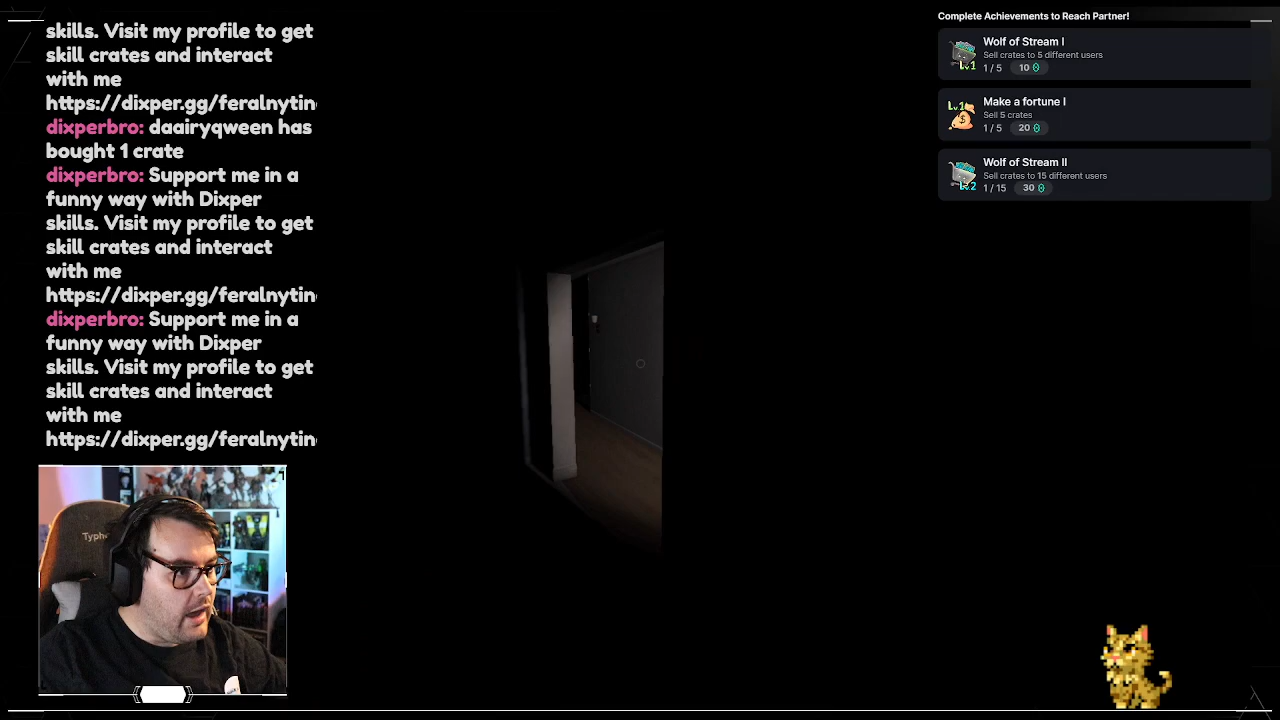 skills. Visit my profile to get
skill crates and interact
with me
https://dixper.gg/feralnytin
dixperbro: daairyqween has
bought 1 crate
dixperbro: Support me in a
funny way with Dixper
skills. Visit my profile to get
skill crates and interact
with me
https://dixper.gg/feralnytin
dixperbro: Support me in a
funny way with Dixper
skills. Visit my profile to get
skill crates and interact
with me
https://dixper.gg/feralnytin
Complete Achievements to Reach Partner!
Wolf of Stream I
Sell crates to 5 different users
Lv1
1 / 5 10
Make a fortune I
Lv.1
Sell 5 crates
1 / 5 20
Wolf of Stream II
Sell crates to 15 different users
1 / 15 30